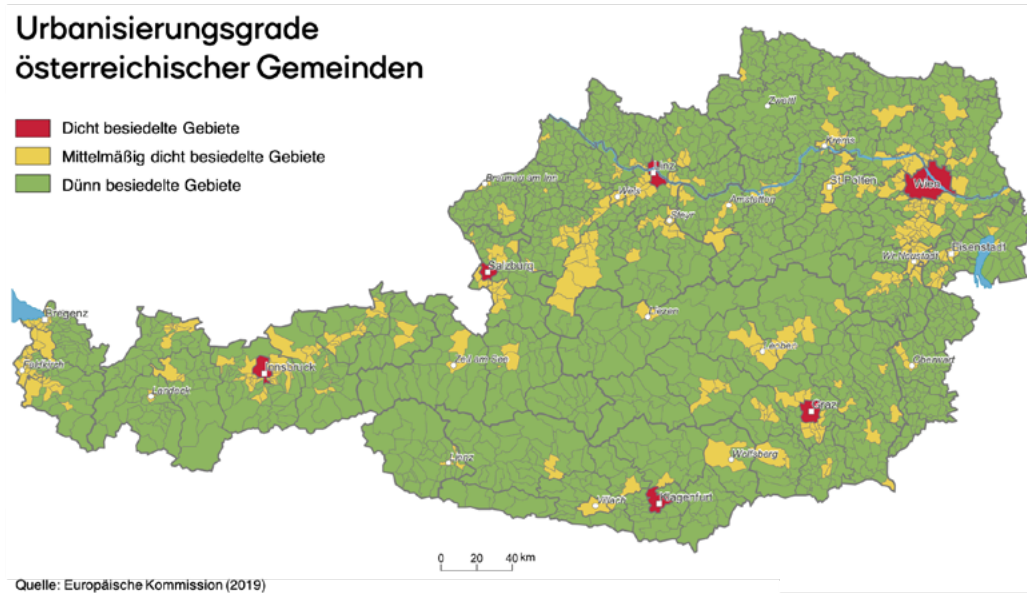 Urbanisierungsgrade
österreichischer Gemeinden
Dicht besiedelte Gebiete
Mittelmäßig dicht besiedelte Gebiete
Dünn besiedelte Gebiete
Zwettl
Krems
Linz
Braunau am Inn
Wels
St.Pölten
Wien
Amstetten
Steyr
Eisenstadt
Wr.Neustadt
Salzburg
Bregenz
Liezen
Leoben
Zell am See
Oberwart
Feldkirch
Innsbruck
Landeck
Graz
Wolfsberg
Lienz
Villach
Klagenfurt
0 20 40 km
Quelle: Europäische Kommission (2019)